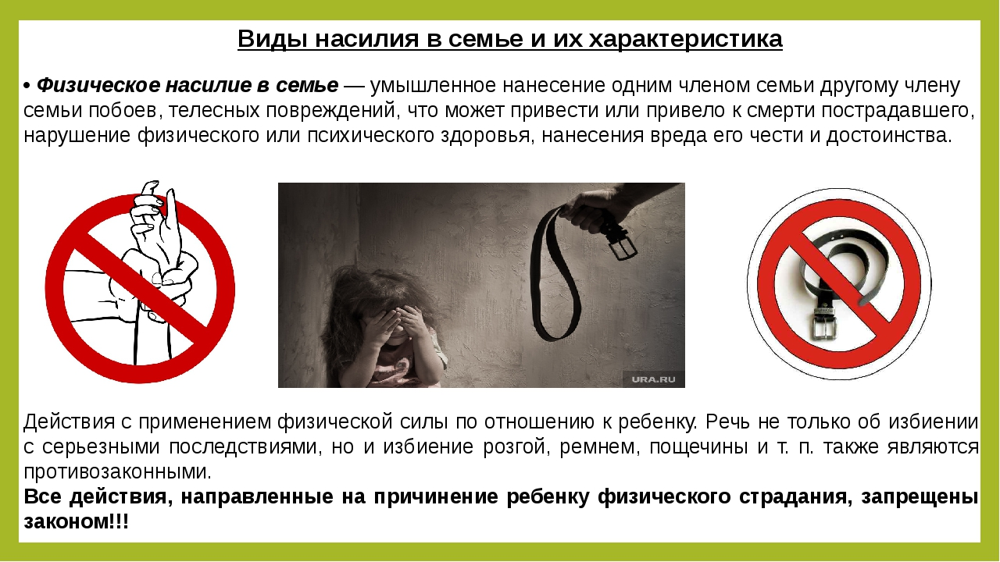 Виды насилия в семье и их характеристика
• Физическое насилие в семье — умышленное нанесение одним членом семьи другому члену
семьи побоев, телесных повреждений, что может привести или привело к смерти пострадавшего,
нарушение физического или психического здоровья, нанесения вреда его чести и достоинства.
URA.RU
Действия с применением физической силы по отношению к ребенку. Речь не только об избиении
с серьезными последствиями, но и избиение розгой, ремнем, пощечины и т. п. также являются
противозаконными.
Все действия, направленные на причинение ребенку физического страдания, запрещены
законом!!!